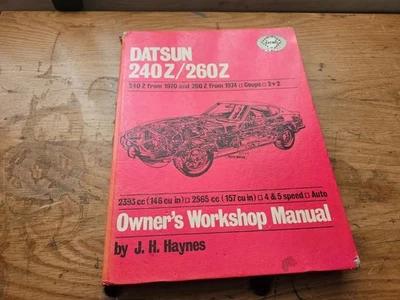 DATSUN
240Z/260Z
240 Z from 1970 and 260 Z from 1974 □ Coupe □ 2+2
2393 cc (146 cu in) □ 2565 cc (157 cu in) □ 4 & 5 speed □ Auto
Owner's Workshop Manual
by J. H. Haynes